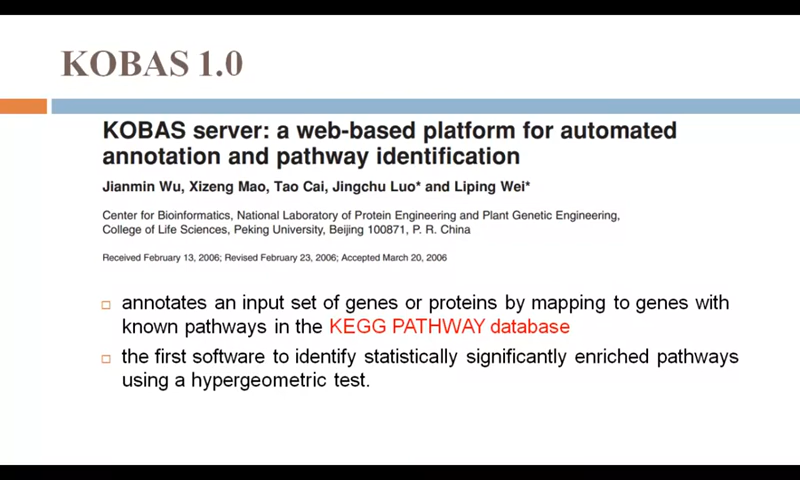 KOBAS 1.0
KOBAS server: a web-based platform for automated
annotation and pathway identification
Jianmin Wu, Xizeng Mao, Tao Cai, Jingchu Luo* and Liping Wei*
Center for Bioinformatics, National Laboratory of Protein Engineering and Plant Genetic Engineering,
College of Life Sciences, Peking University, Beijing 100871, P. R. China
Received February 13, 2006; Revised February 23, 2006; Accepted March 20, 2006
annotates an input set of genes or proteins by mapping to genes with
known pathways in the KEGG PATHWAY database
the first software to identify statistically significantly enriched pathways
using a hypergeometric test.